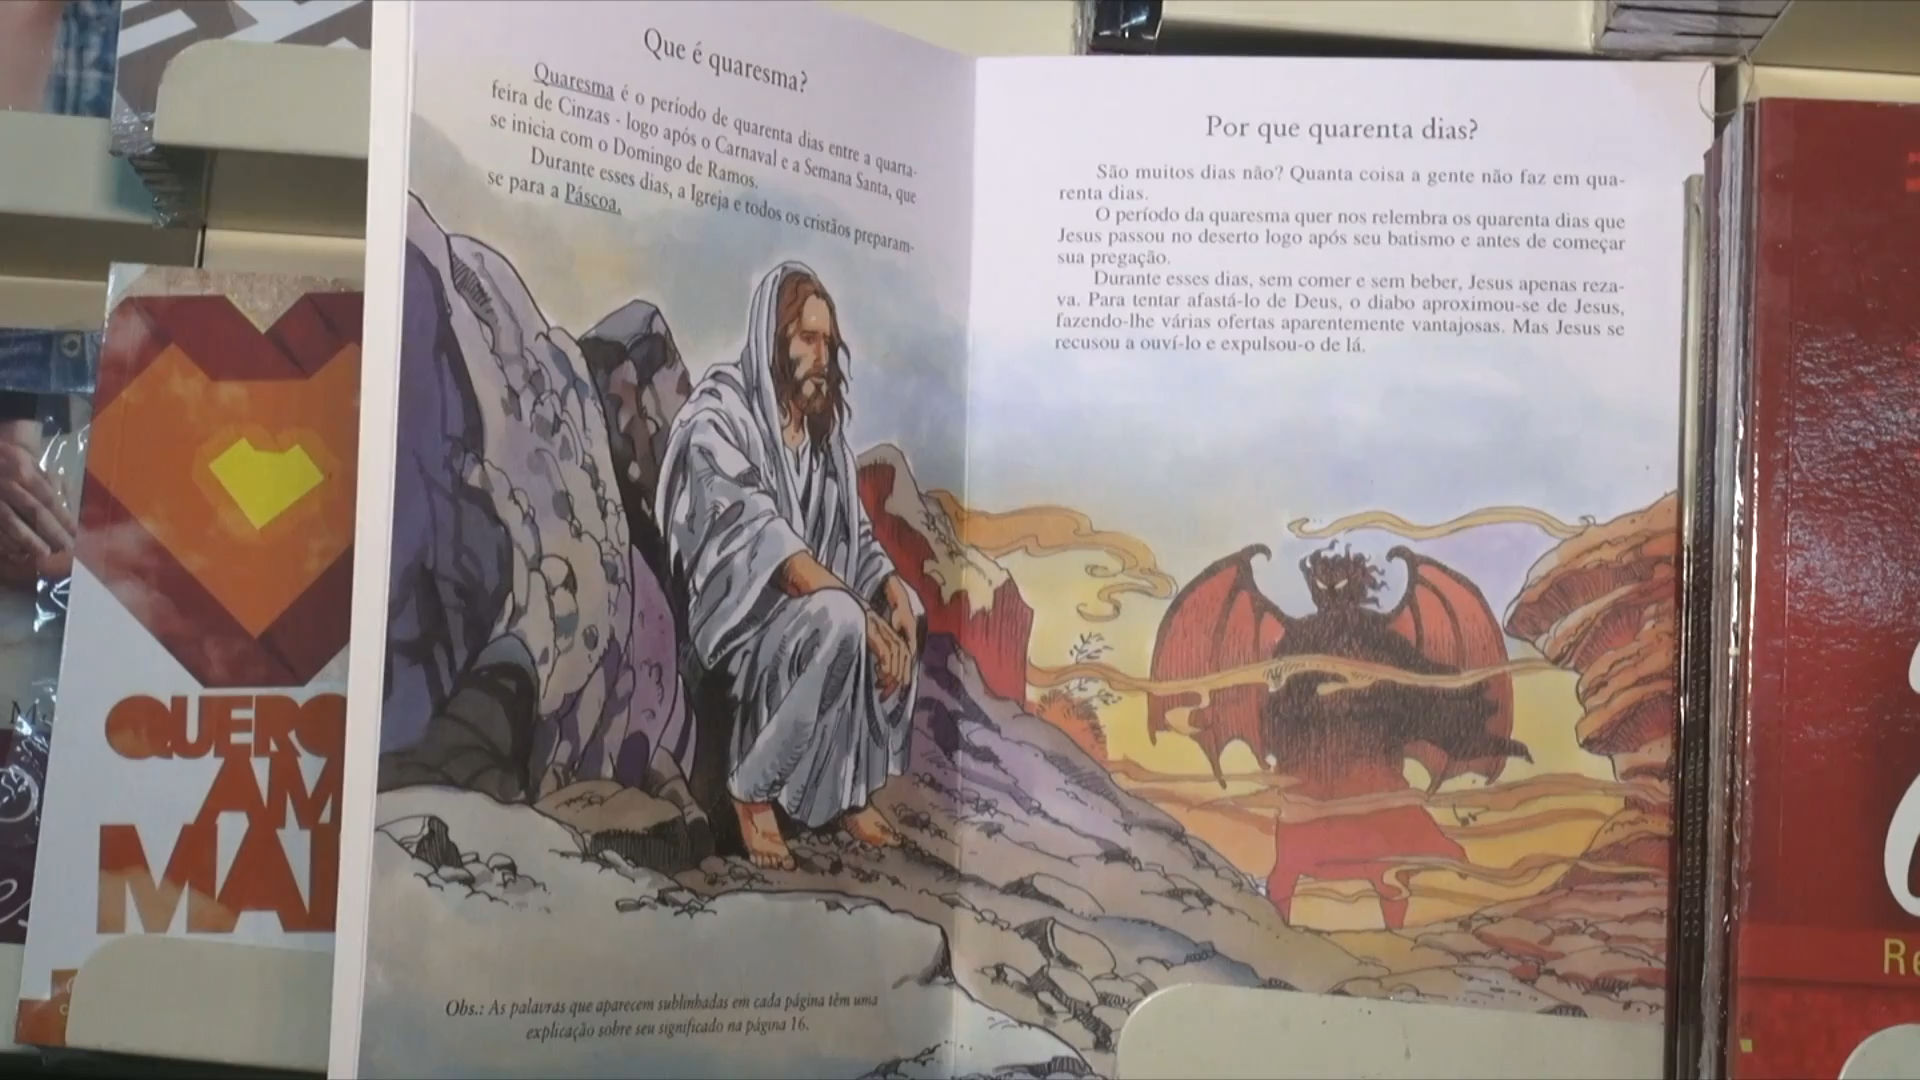 Que é quaresma?
Quaresma é o período de quarenta dias entre a quarta-
feira de Cinzas - logo após o Carnaval e a Semana Santa, que
se inicia com o Domingo de Ramos.
Durante esses dias, a Igreja e todos os cristãos preparam-
se para a Páscoa.
Obs.: As palavras que aparecem sublinhadas em cada página têm uma
explicação sobre seu significado na página 16.
Por que quarenta dias?
São muitos dias não? Quanta coisa a gente não faz em qua-
renta dias.
O período da quaresma quer nos relembra os quarenta dias que
Jesus passou no deserto logo após seu batismo e antes de começar
sua pregação.
Durante esses dias, sem comer e sem beber, Jesus apenas reza-
va. Para tentar afastá-lo de Deus, o diabo aproximou-se de Jesus,
fazendo-lhe várias ofertas aparentemente vantajosas. Mas Jesus se
recusou a ouví-lo e expulsou-o de lá.
QUERO
AM
MAI
Re